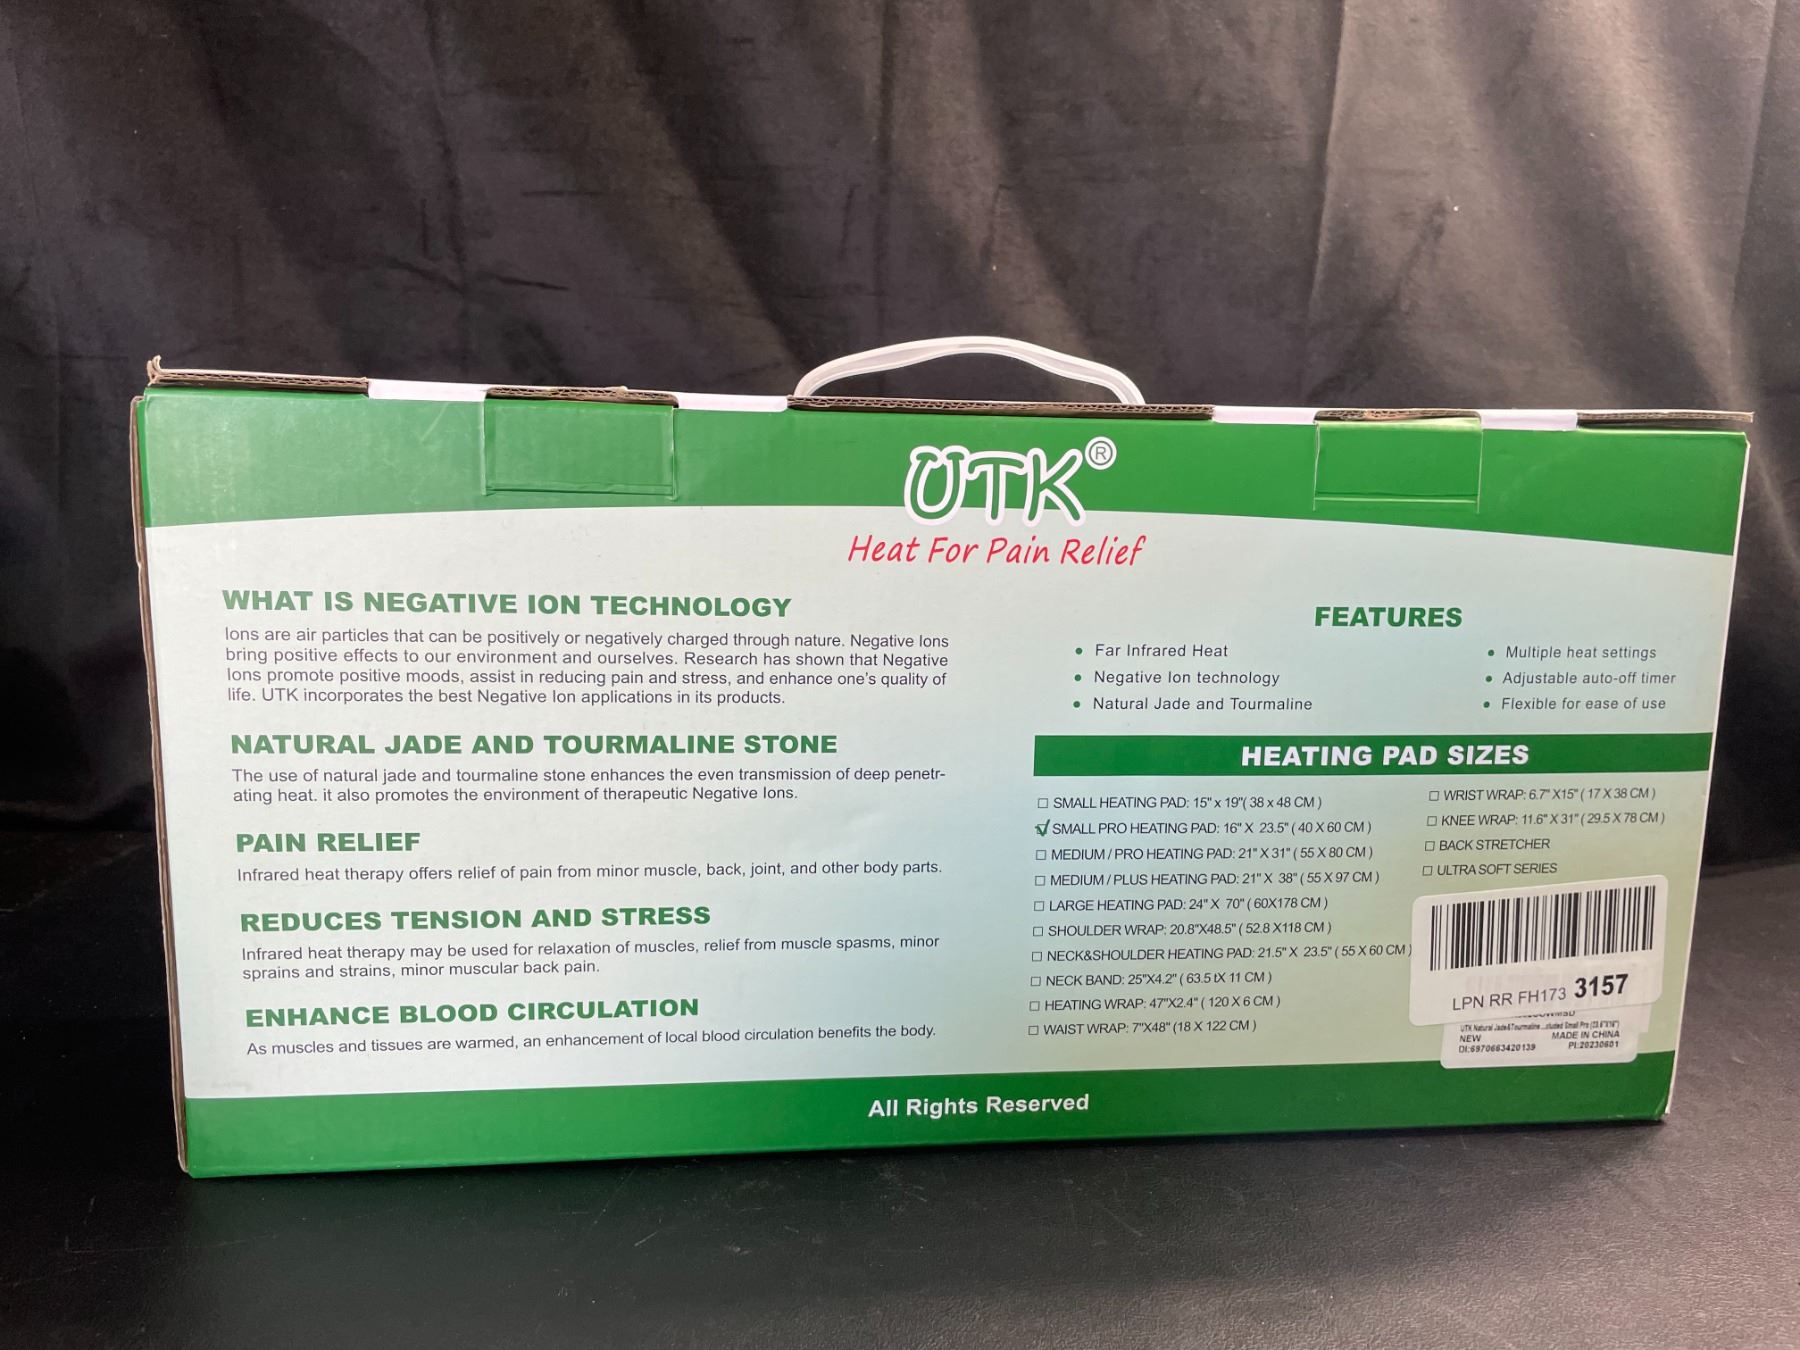 UTK®
Heat For Pain Relief
WHAT IS NEGATIVE ION TECHNOLOGY
Ions are air particles that can be positively or negatively charged through nature. Negative Ions
bring positive effects to our environment and ourselves. Research has shown that Negative
Ions promote positive moods, assist in reducing pain and stress, and enhance one's quality of
life. UTK incorporates the best Negative Ion applications in its products.
NATURAL JADE AND TOURMALINE STONE
The use of natural jade and tourmaline stone enhances the even transmission of deep penetr-
ating heat. it also promotes the environment of therapeutic Negative Ions.
PAIN RELIEF
Infrared heat therapy offers relief of pain from minor muscle, back, joint, and other body parts.
REDUCES TENSION AND STRESS
Infrared heat therapy may be used for relaxation of muscles, relief from muscle spasms, minor
sprains and strains, minor muscular back pain.
ENHANCE BLOOD CIRCULATION
As muscles and tissues are warmed, an enhancement of local blood circulation benefits the body.
FEATURES
• Far Infrared Heat
• Negative Ion technology
• Natural Jade and Tourmaline
• Multiple heat settings
• Adjustable auto-off timer
• Flexible for ease of use
HEATING PAD SIZES
☐ SMALL HEATING PAD: 15" x 19"( 38 x 48 CM )
☑ SMALL PRO HEATING PAD: 16" X 23.5" ( 40 X 60 CM )
☐ MEDIUM / PRO HEATING PAD: 21" X 31" ( 55 X 80 CM )
☐ MEDIUM / PLUS HEATING PAD: 21" X 38" ( 55 X 97 CM )
☐ LARGE HEATING PAD: 24" X 70" ( 60X178 CM )
☐ SHOULDER WRAP: 20.8"X48.5" ( 52.8 X118 CM )
☐ NECK&SHOULDER HEATING PAD: 21.5" X 23.5" ( 55 X 60 CM )
☐ NECK BAND: 25"X4.2" ( 63.5 tX 11 CM )
☐ HEATING WRAP: 47"X2.4" ( 120 X 6 CM )
☐ WAIST WRAP: 7"X48" (18 X 122 CM )
☐ WRIST WRAP: 6.7" X15" ( 17 X 38 CM )
☐ KNEE WRAP: 11.6" X 31" ( 29.5 X 78 CM )
☐ BACK STRETCHER
☐ ULTRA SOFT SERIES
LPN RR FH173 3157
UTK Natural Jade&Tourmaline ...studed Small Pro (23.6"X16")
NEW MADE IN CHINA
DI:6970683420139 PI:20230601
All Rights Reserved